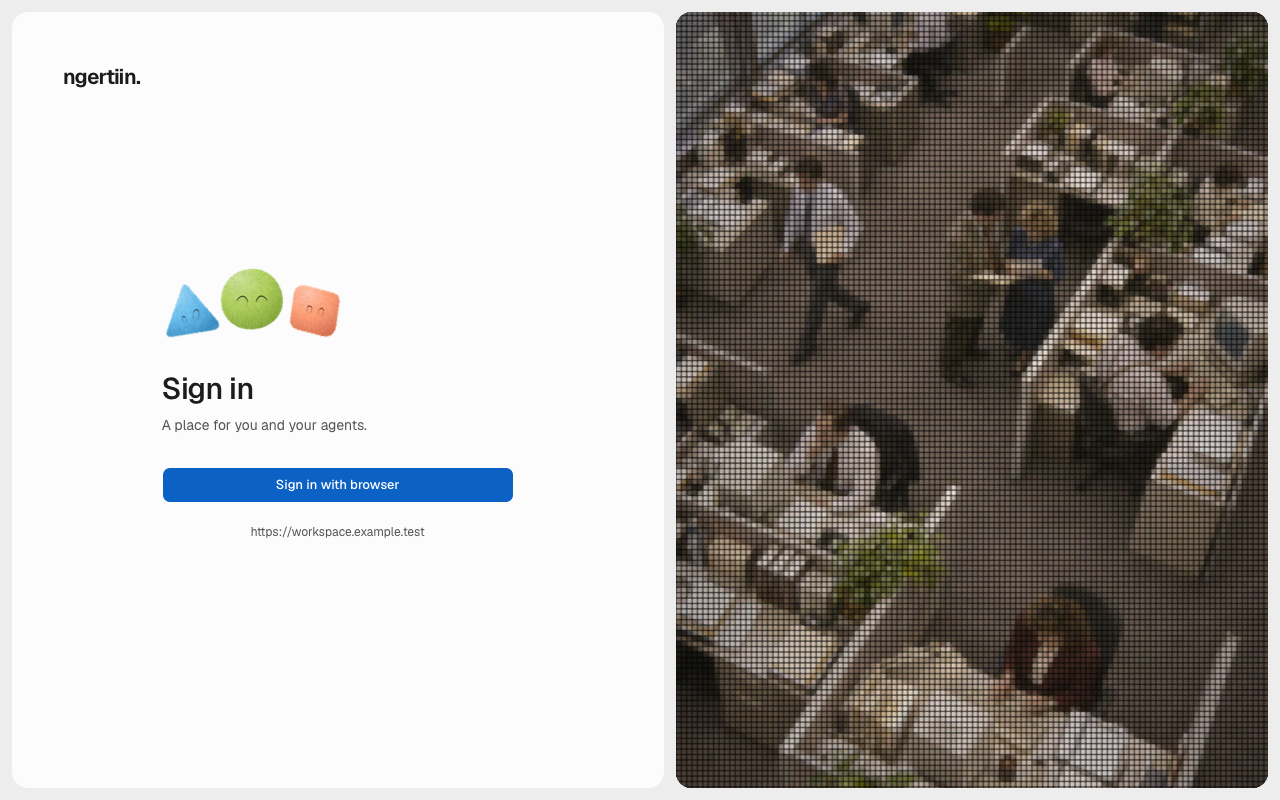 ngertiin.
Sign in
A place for you and your agents.
Sign in with browser
https://workspace.example.test